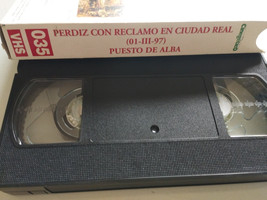 035
VHS
PERDIZ CON RECLAMO EN CIUDAD REAL
(01-III-97)
PUESTO DE ALBA